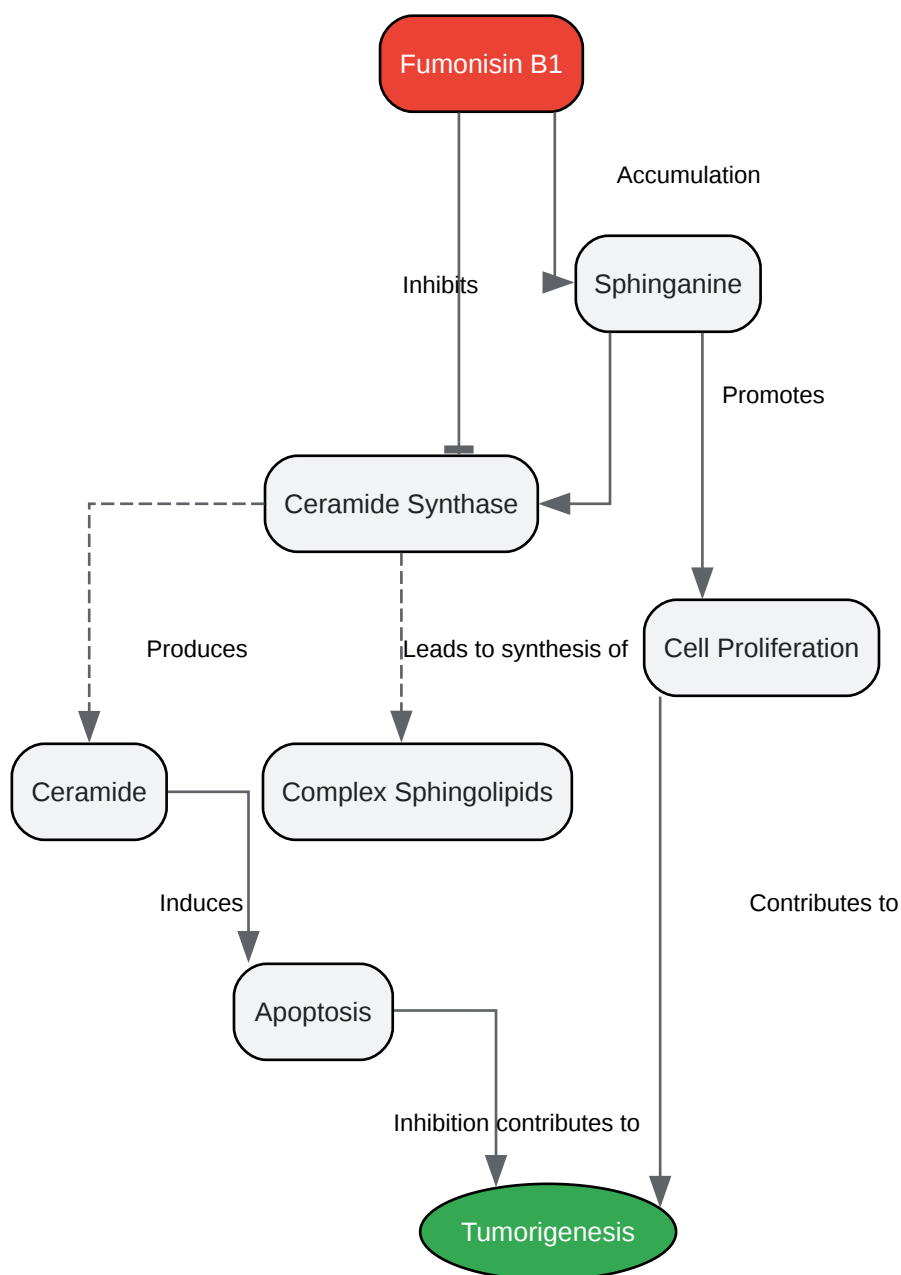 Fumonisin B1
Accumulation
Inhibits
Sphinganine
Promotes
Ceramide Synthase
Produces
Leads to synthesis of
Cell Proliferation
Ceramide
Complex Sphingolipids
Induces
Contributes to
Apoptosis
Inhibition contributes to
Tumorigenesis